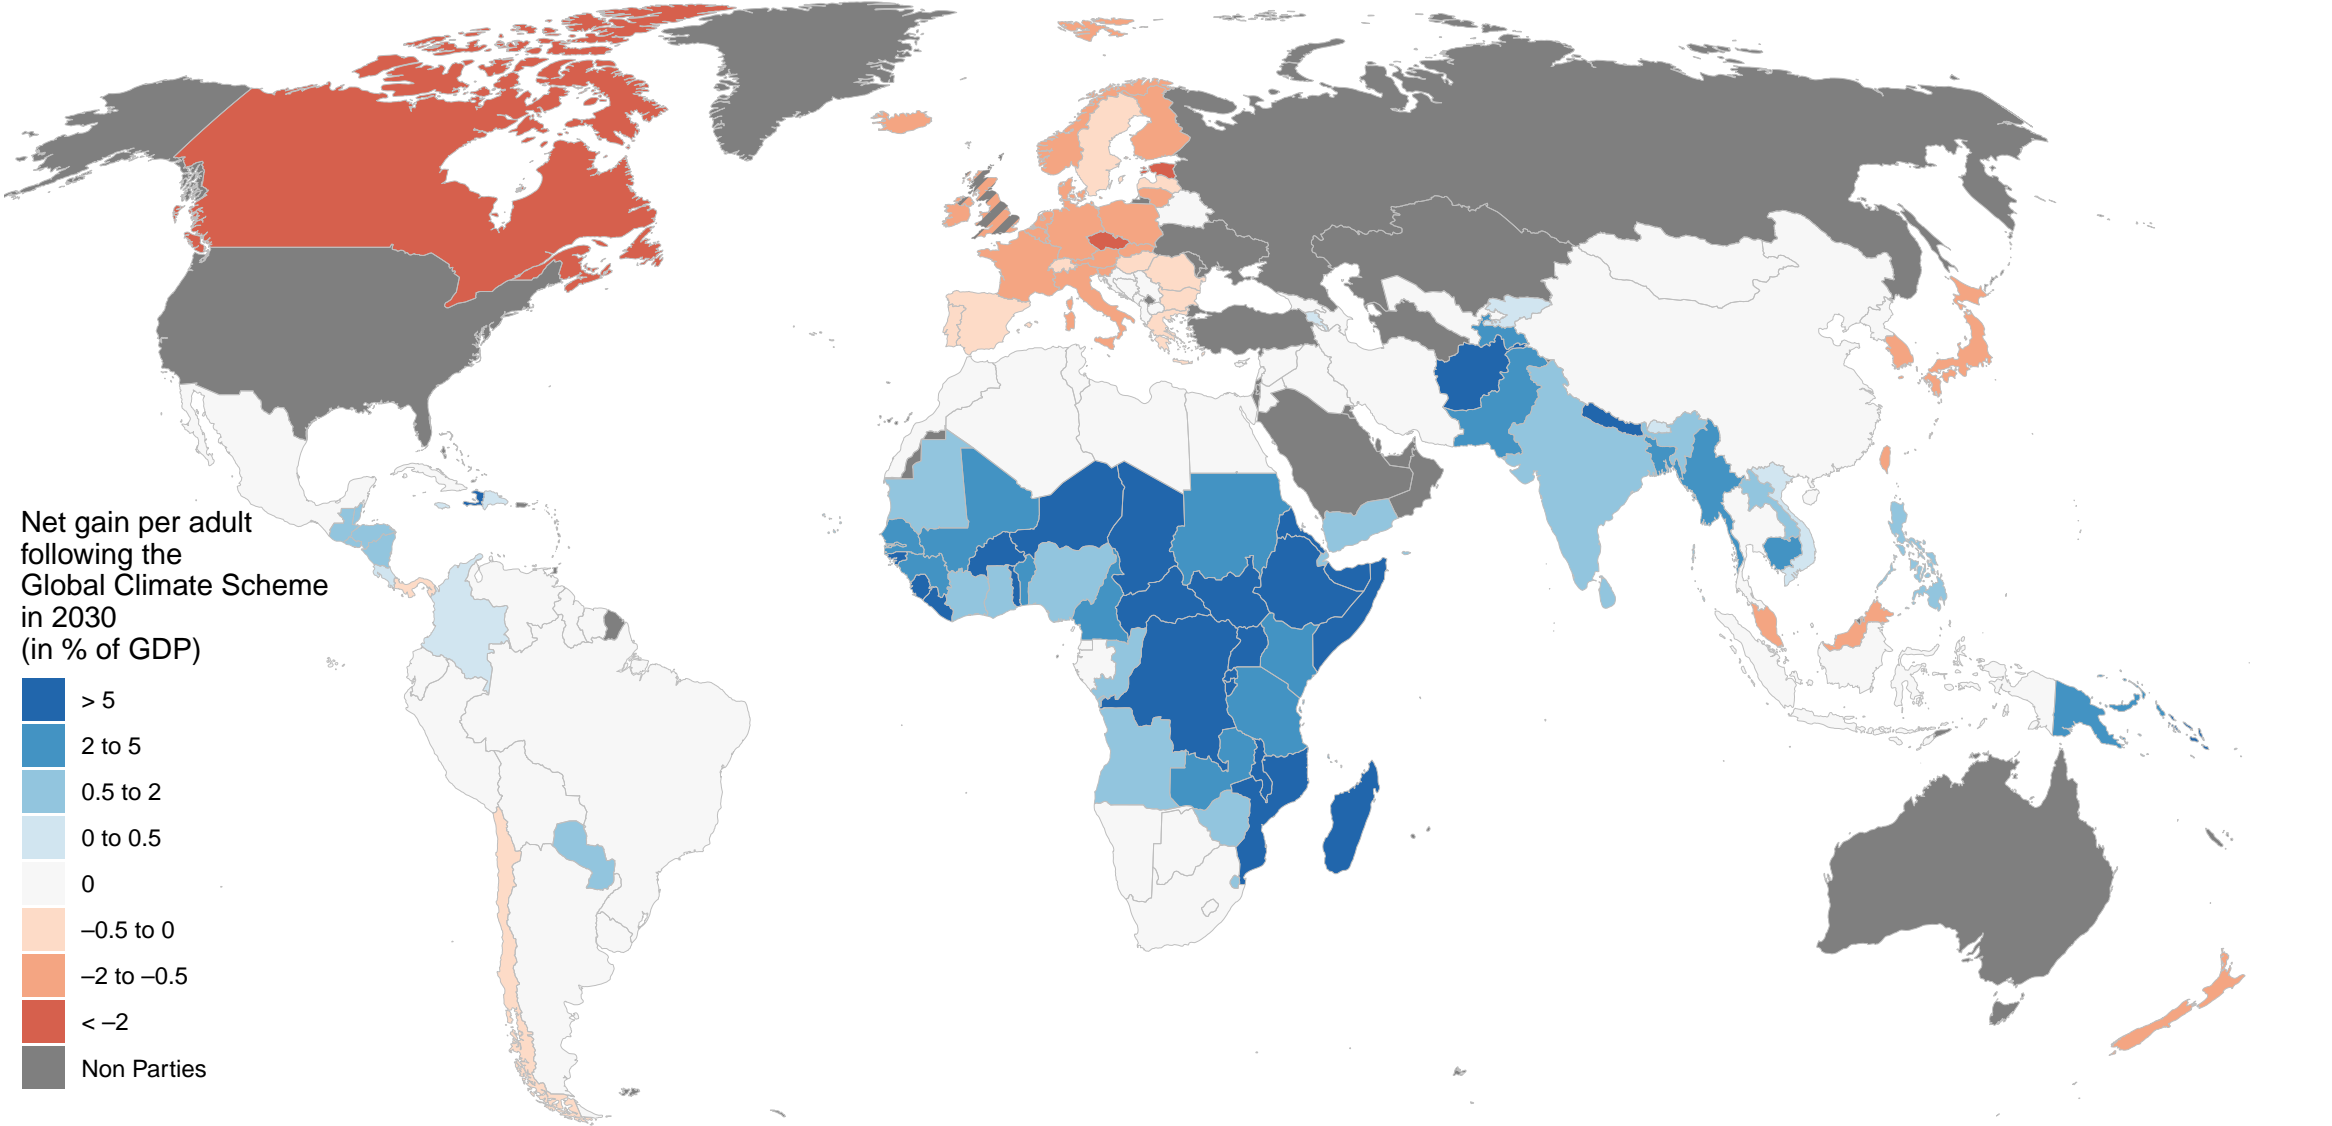 Net gain per adult
following the
Global Climate Scheme
in 2030
(in % of GDP)
> 5
2 to 5
0.5 to 2
0 to 0.5
0
–0.5 to 0
–2 to –0.5
< –2
Non Parties